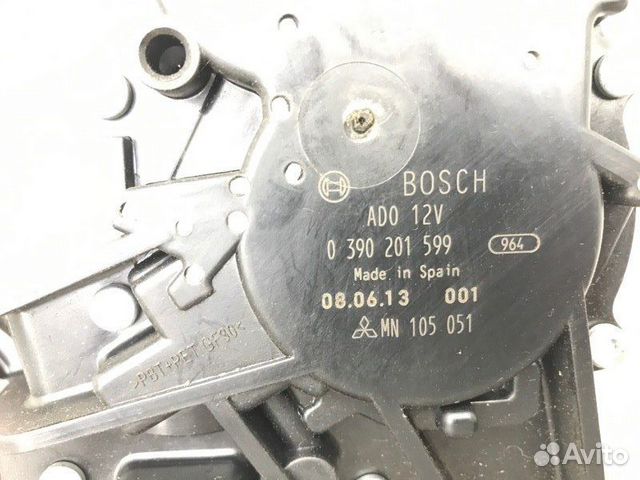 BOSCH
ADO 12V
0 390 201 599 964
Made in Spain
08.06.13 001
MN 105 051
>PBT+PET GF30<
Avito